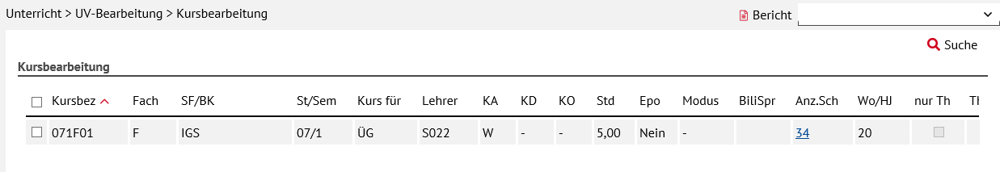 Unterricht > UV-Bearbeitung > Kursbearbeitung
Bericht
Suche
Kursbearbeitung
Kursbez Fach SF/BK St/Sem Kurs für Lehrer KA KD KO Std Epo Modus BiliSpr Anz.Sch Wo/HJ nur Th
071F01 F IGS 07/1 ÜG S022 W - - 5,00 Nein - 34 20